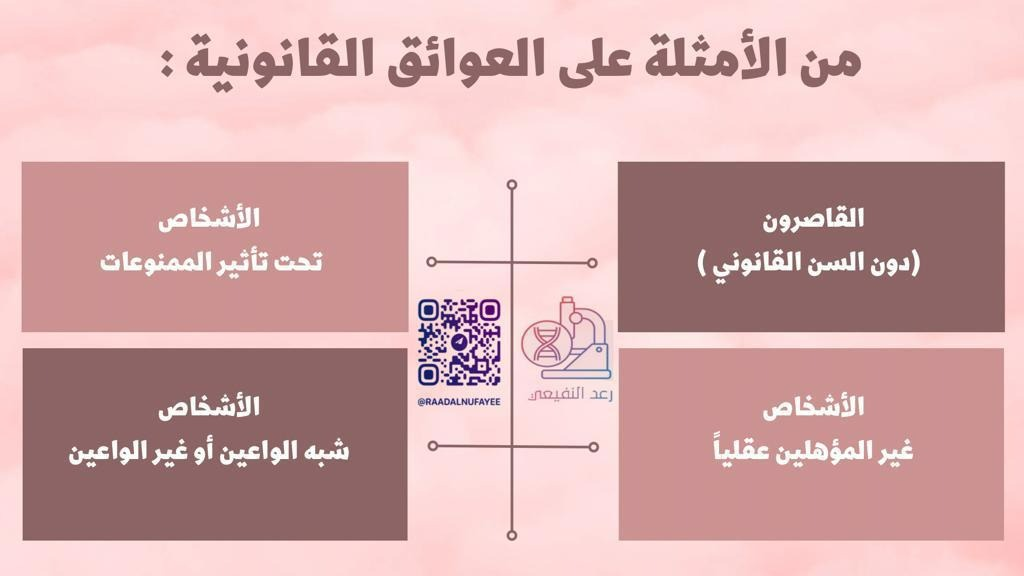 من الأمثلة على العوائق القانونية :
القاصرون
(دون السن القانوني )
الأشخاص
تحت تأثير الممنوعات
الأشخاص
غير المؤهلين عقلياً
الأشخاص
شبه الواعين أو غير الواعين
رعد النفيعي
@RAADALNUFAYEE